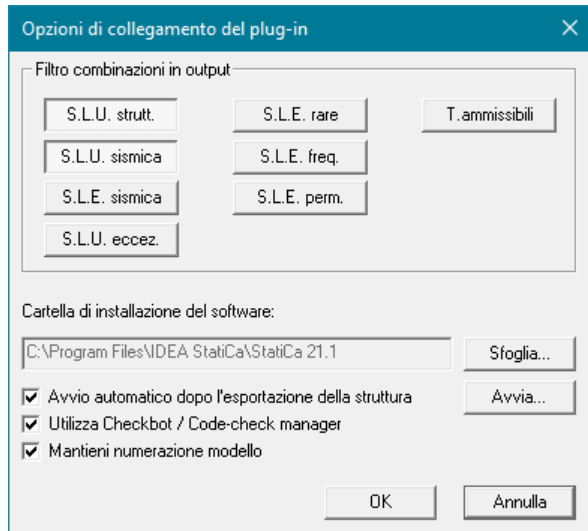 Opzioni di collegamento del plug-in
Filtro combinazioni in output
S.L.U. strutt. S.L.E. rare T.ammissibili
S.L.U. sismica S.L.E. freq.
S.L.E. sismica S.L.E. perm.
S.L.U. eccez.
Cartella di installazione del software:
C:\Program Files\IDEA StatiCa\StatiCa 21.1 Sfoglia...
Avvio automatico dopo l'esportazione della struttura Avvia...
Utilizza Checkbot / Code-check manager
Mantieni numerazione modello
OK Annulla